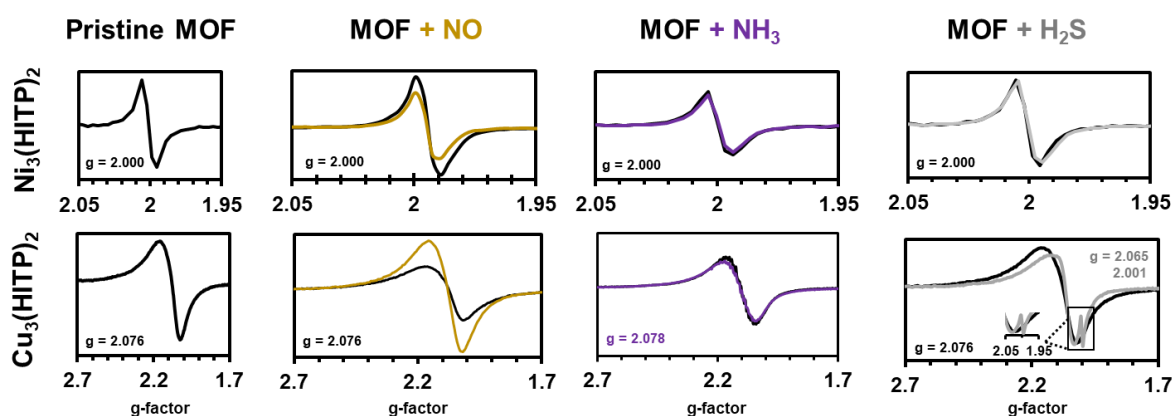 Pristine MOF
MOF + NO
MOF + NH₃
MOF + H₂S
Ni₃(HITP)₂
g = 2.000
2.05 2 1.95
g = 2.000
2.05 2 1.95
g = 2.000
2.05 2 1.95
g = 2.000
2.05 2 1.95
Cu₃(HITP)₂
g = 2.076
2.7 2.2 1.7
g-factor
g = 2.076
2.7 2.2 1.7
g-factor
g = 2.078
2.7 2.2 1.7
g-factor
g = 2.065
2.001
2.05 1.95
g = 2.076
2.7 2.2 1.7
g-factor